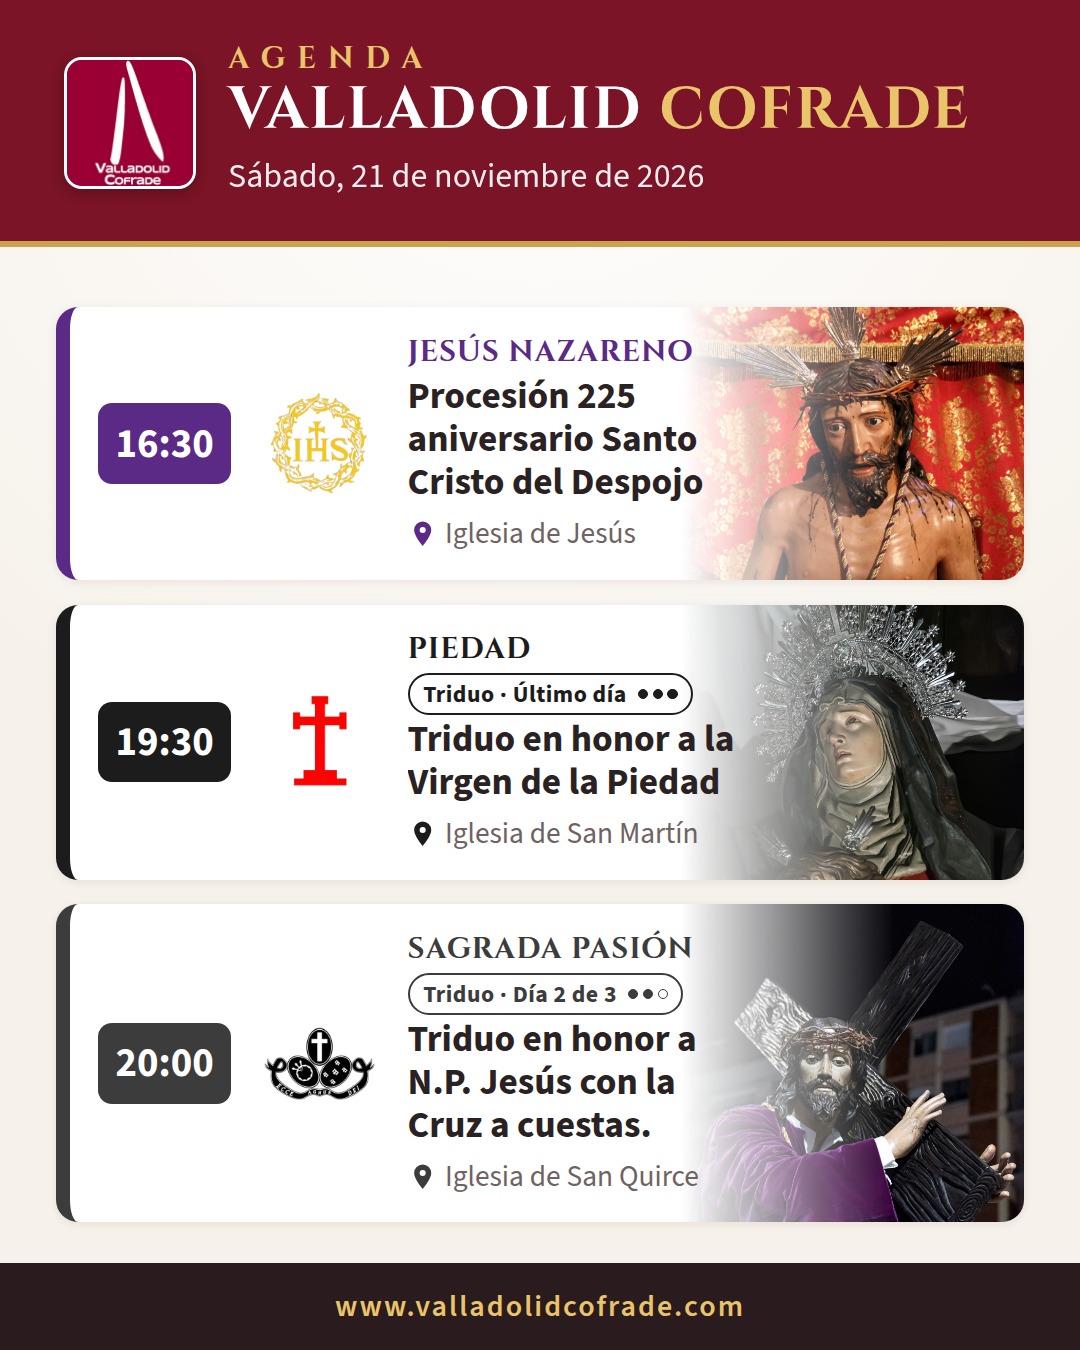 AGENDA
VALLADOLID COFRADE
Valladolid
Cofrade
Sábado, 21 de noviembre de 2026
JESÚS NAZARENO
Procesión 225
aniversario Santo
Cristo del Despojo
16:30
IHS
Iglesia de Jesús
PIEDAD
Triduo · Último día
19:30
Triduo en honor a la
Virgen de la Piedad
Iglesia de San Martín
SAGRADA PASIÓN
Triduo · Día 2 de 3
20:00
Triduo en honor a
N.P. Jesús con la
Cruz a cuestas.
ECCE AGNUS DEI
Iglesia de San Quirce
www.valladolidcofrade.com